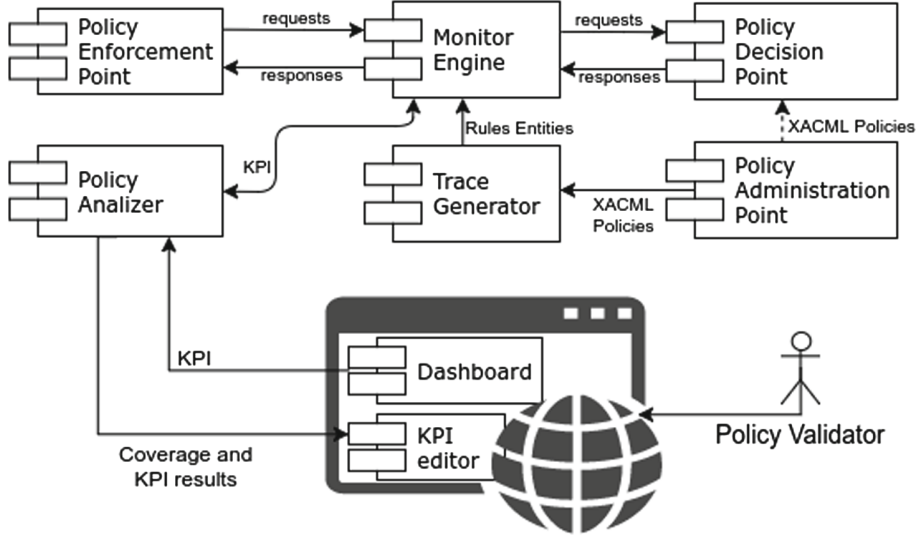 Policy
Enforcement
Point
requests
responses
Monitor
Engine
requests
responses
Policy
Decision
Point
KPI
Rules Entities
XACML Policies
Policy
Analizer
Trace
Generator
XACML
Policies
Policy
Administration
Point
KPI
Dashboard
KPI
editor
Coverage and
KPI results
Policy Validator